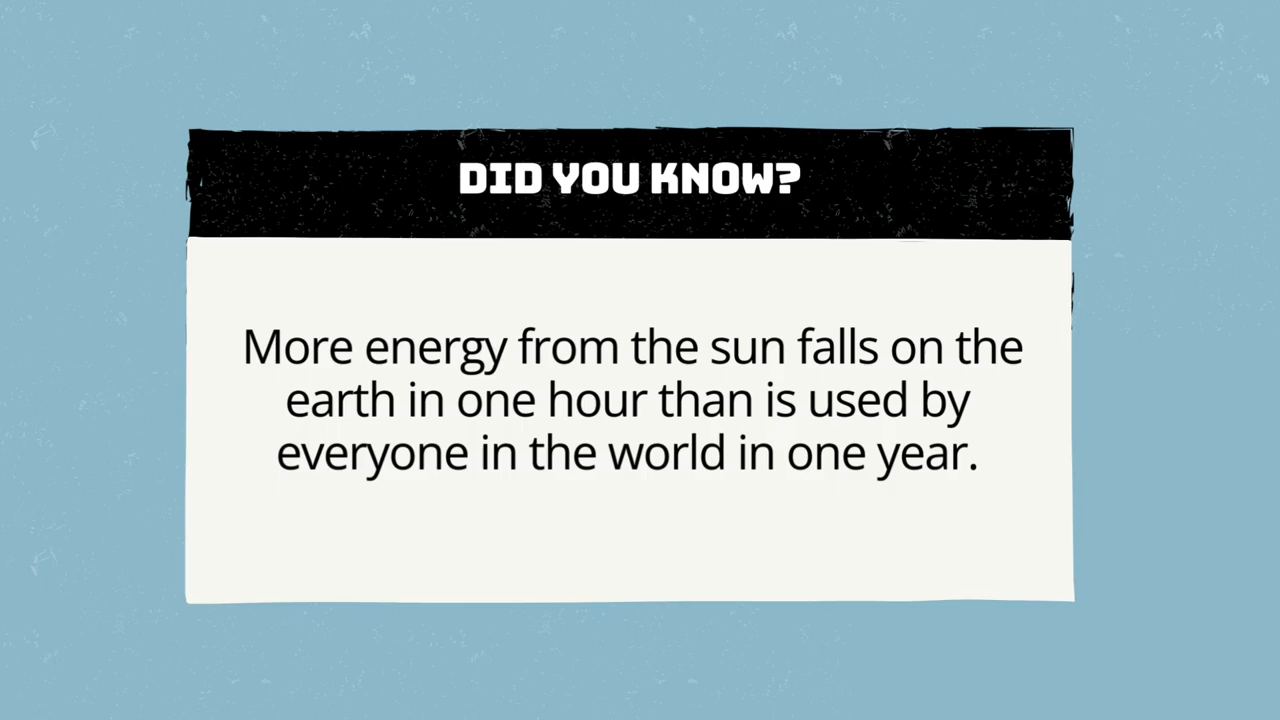 DID YOU KNOW?
More energy from the sun falls on the
earth in one hour than is used by
everyone in the world in one year.